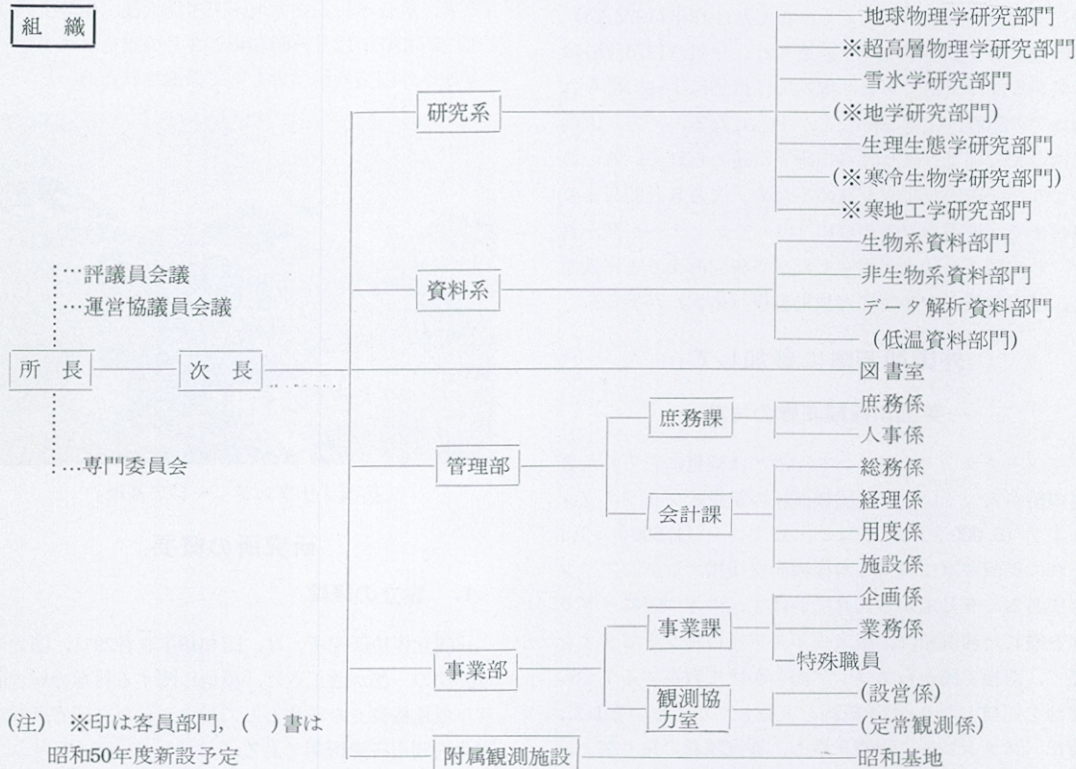 組織
地球物理学研究部門
※超高層物理学研究部門
雪氷学研究部門
研究系
(※地学研究部門)
生理生態学研究部門
(※寒冷生物学研究部門)
※寒地工学研究部門
生物系資料部門
…評議員会議
非生物系資料部門
資料系
…運営協議員会議
データ解析資料部門
(低温資料部門)
所長
次長
図書室
庶務課
庶務係
人事係
…専門委員会
管理部
総務係
経理係
会計課
用度係
施設係
企画係
事業課
業務係
事業部
特殊職員
観測協
力室
(設営係)
(定常観測係)
(注) ※印は客員部門, ( )書は
昭和50年度新設予定
附属観測施設
昭和基地